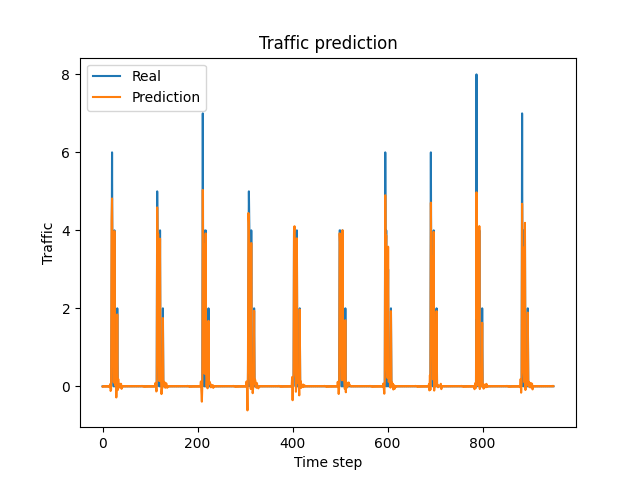 Traffic prediction
Real
Prediction
8
6
4
2
0
Traffic
0 200 400 600 800
Time step